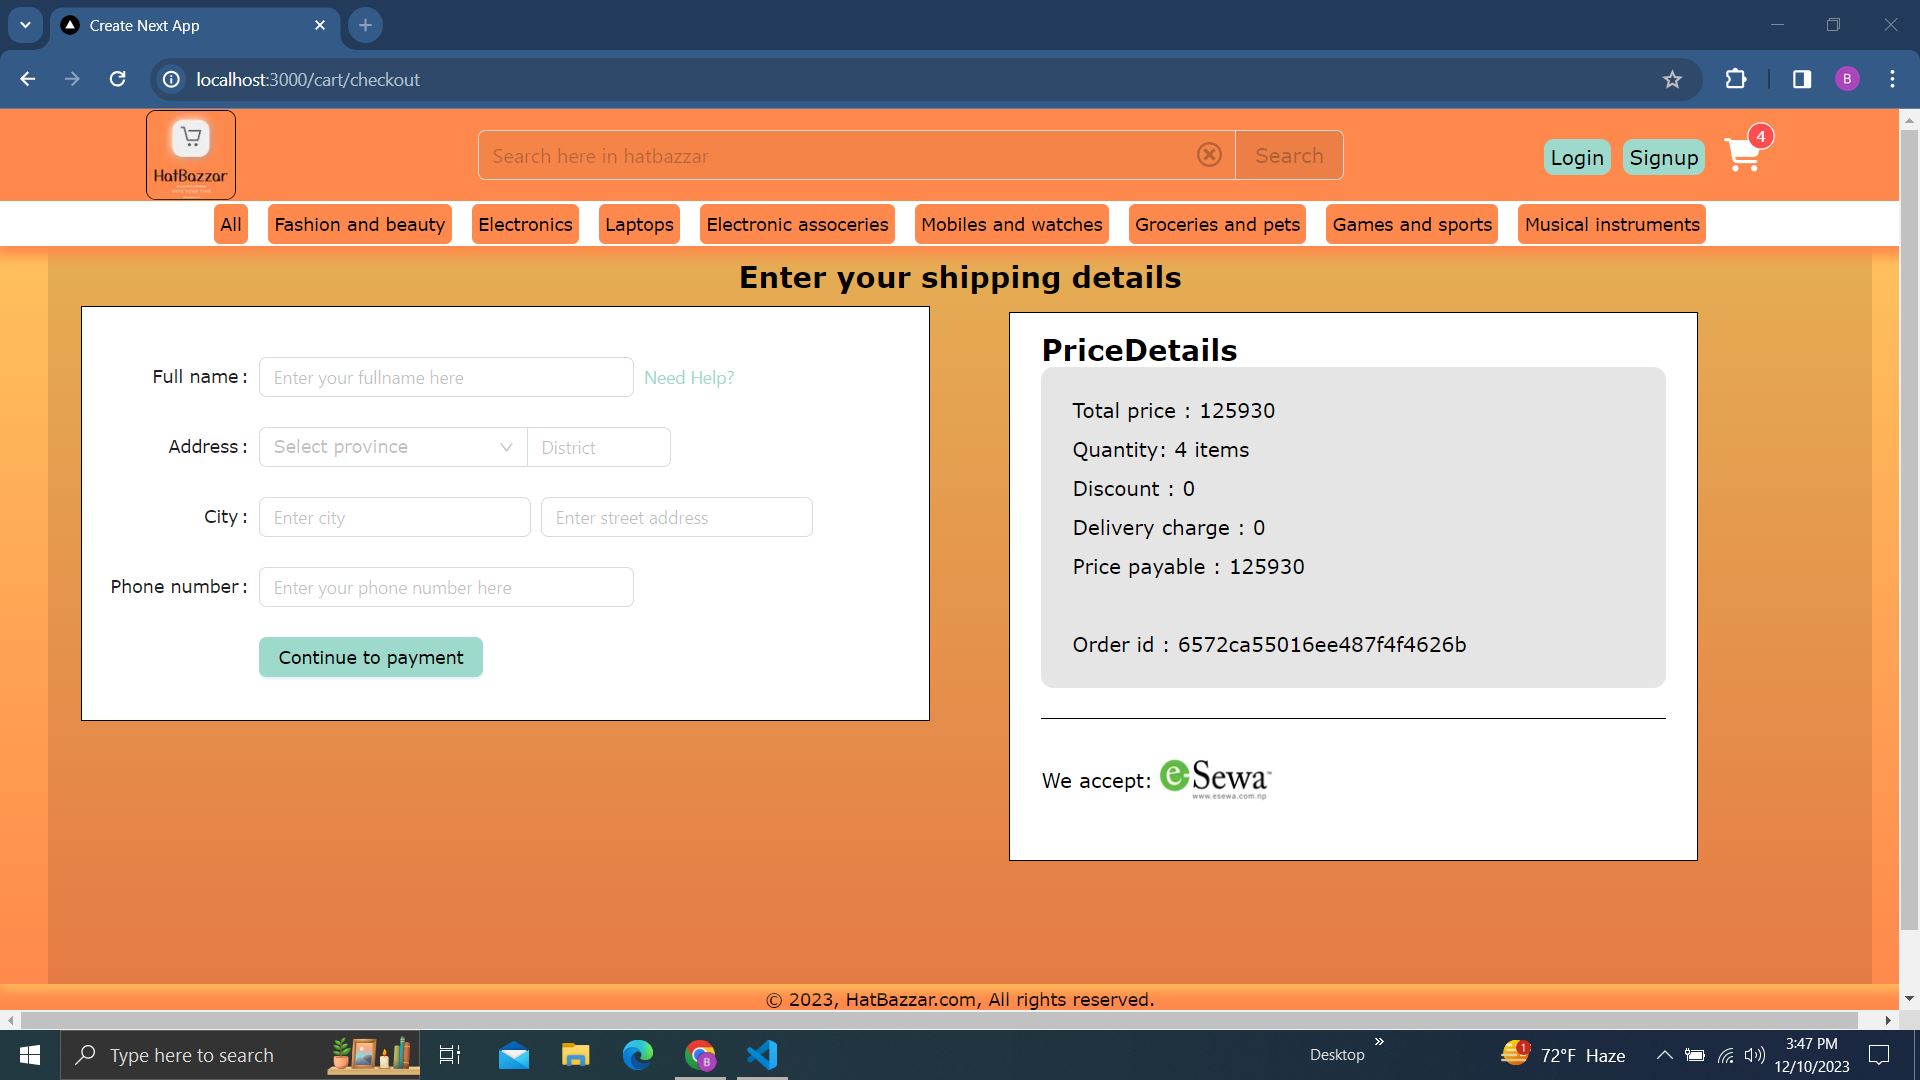 Create Next App
localhost:3000/cart/checkout
B
HatBazzar
Search here in hatbazzar
Search
Login
Signup
4
All
Fashion and beauty
Electronics
Laptops
Electronic assoceries
Mobiles and watches
Groceries and pets
Games and sports
Musical instruments
Enter your shipping details
Full name:
Enter your fullname here
Need Help?
Address:
Select province
District
City:
Enter city
Enter street address
Phone number:
Enter your phone number here
Continue to payment
PriceDetails
Total price : 125930
Quantity: 4 items
Discount : 0
Delivery charge : 0
Price payable : 125930
Order id : 6572ca55016ee487f4f4626b
We accept:
e-Sewa™
www.esewa.com.np
© 2023, HatBazzar.com, All rights reserved.
Type here to search
B
Desktop
»
1
72°F Haze
3:47 PM
12/10/2023